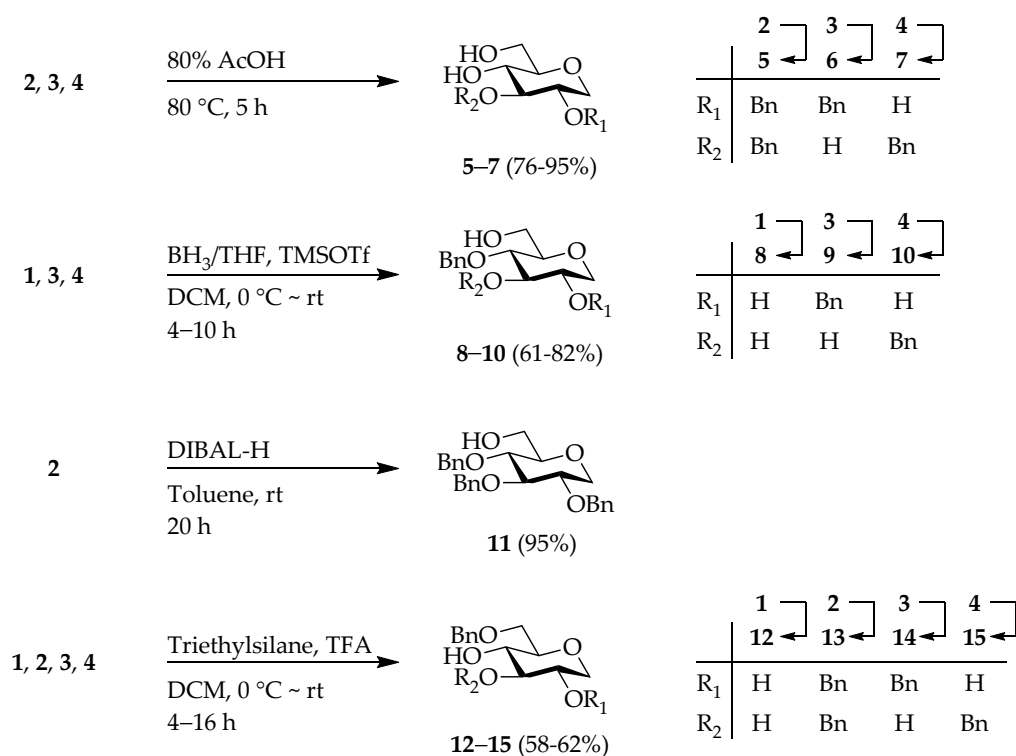 2, 3, 4
80% AcOH
80 °C, 5 h
HO
HO
R2O
O
OR1
5–7 (76-95%)
2 3 4
5 6 7
R1 Bn Bn H
R2 Bn H Bn
1, 3, 4
BH3/THF, TMSOTf
DCM, 0 °C ~ rt
4–10 h
HO
BnO
R2O
O
OR1
8–10 (61-82%)
1 3 4
8 9 10
R1 H Bn H
R2 H H Bn
2
DIBAL-H
Toluene, rt
20 h
HO
BnO
BnO
O
OBn
11 (95%)
1, 2, 3, 4
Triethylsilane, TFA
DCM, 0 °C ~ rt
4–16 h
BnO
HO
R2O
O
OR1
12–15 (58-62%)
1 2 3 4
12 13 14 15
R1 H Bn Bn H
R2 H Bn H Bn